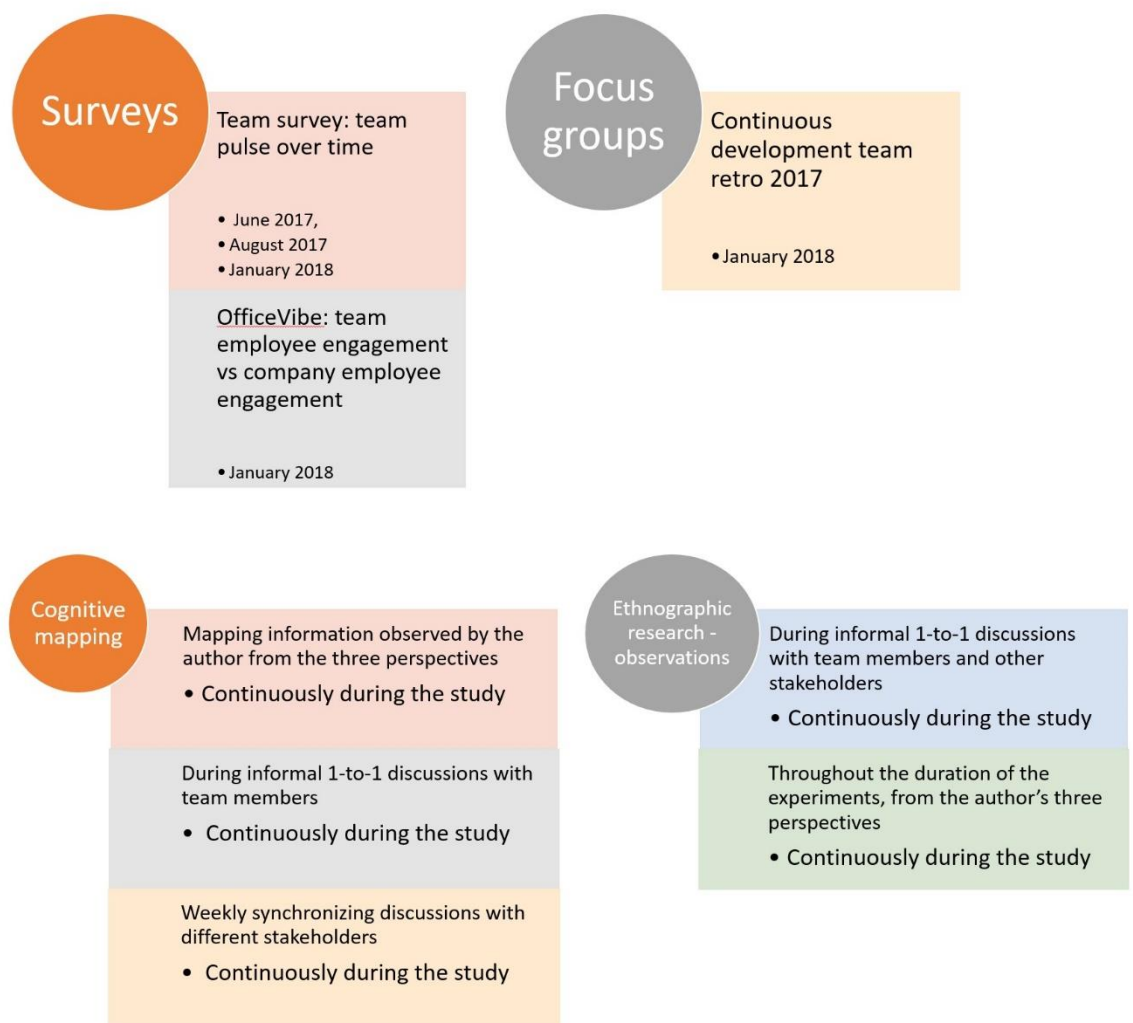 Surveys
Team survey: team
pulse over time
• June 2017,
• August 2017
• January 2018
OfficeVibe: team
employee engagement
vs company employee
engagement
• January 2018
Focus
groups
Continuous
development team
retro 2017
• January 2018
Cognitive
mapping
Mapping information observed by the
author from the three perspectives
• Continuously during the study
During informal 1-to-1 discussions with
team members
• Continuously during the study
Weekly synchronizing discussions with
different stakeholders
• Continuously during the study
Ethnographic
research -
observations
During informal 1-to-1 discussions
with team members and other
stakeholders
• Continuously during the study
Throughout the duration of the
experiments, from the author’s three
perspectives
• Continuously during the study